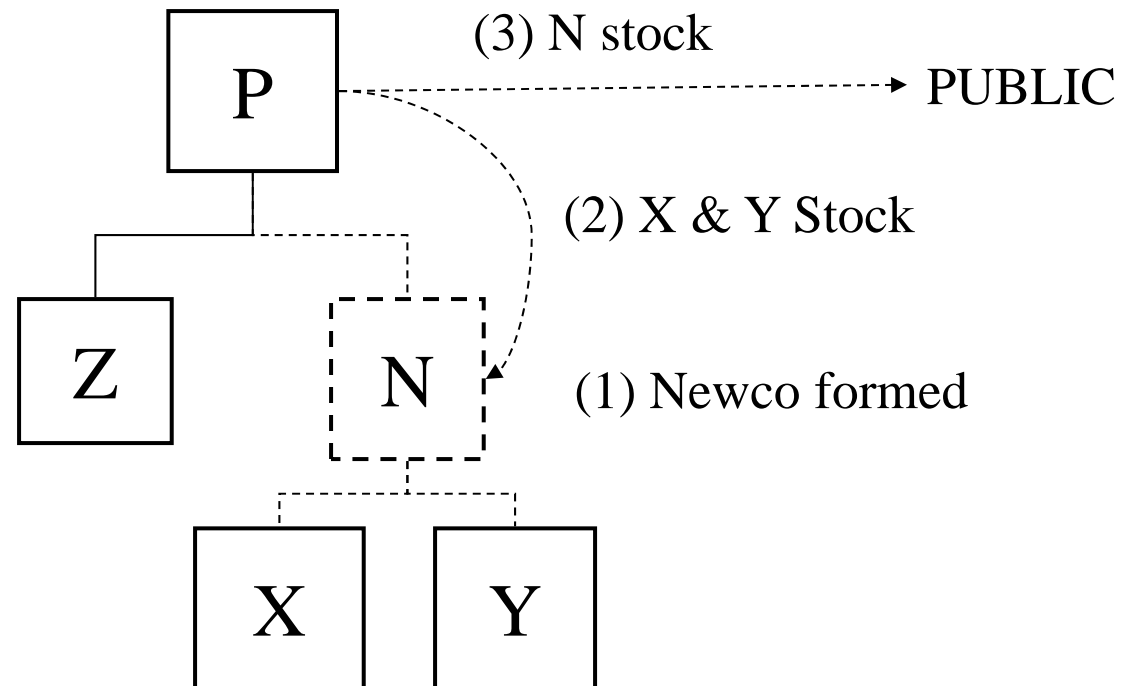 (3) N stock
P
PUBLIC
(2) X & Y Stock
Z
N
(1) Newco formed
X
Y